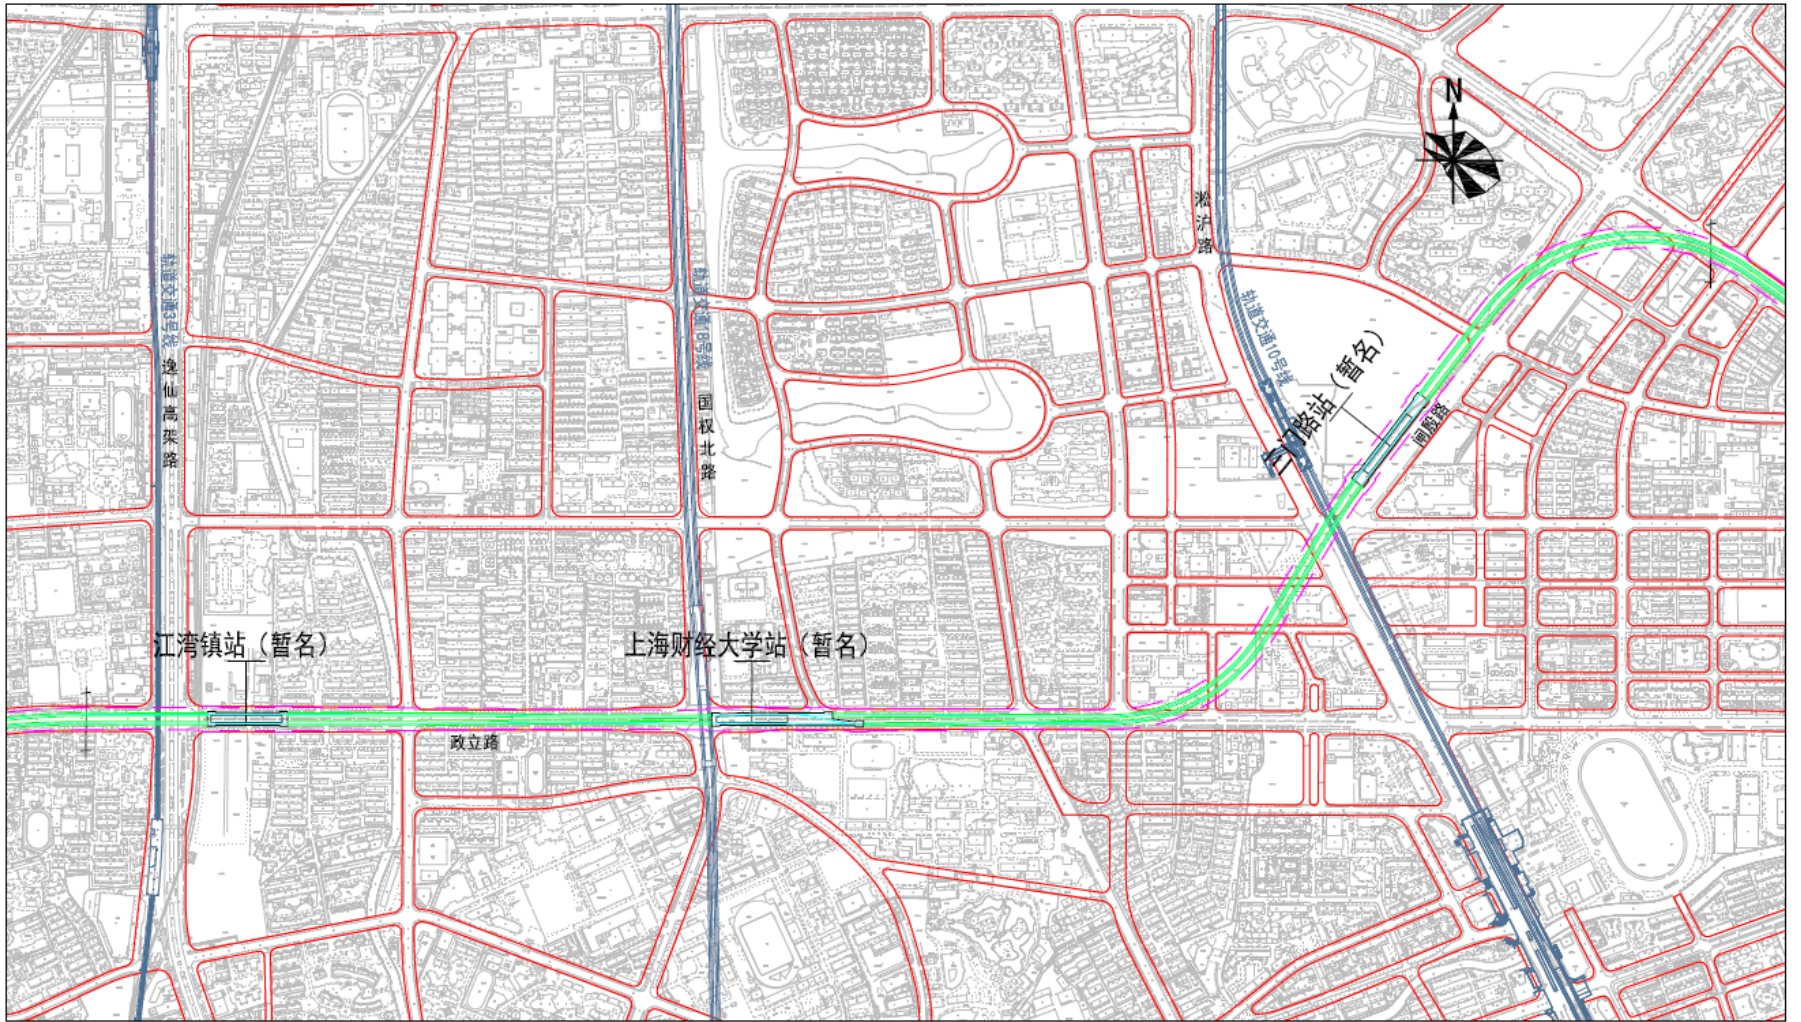 N
淞沪路
轨道交通3号线
轨道交通18号线
轨道交通10号线
三门路站（暂名）
逸仙高架路
国权北路
闸殷路
江湾镇站（暂名）
上海财经大学站（暂名）
政立路